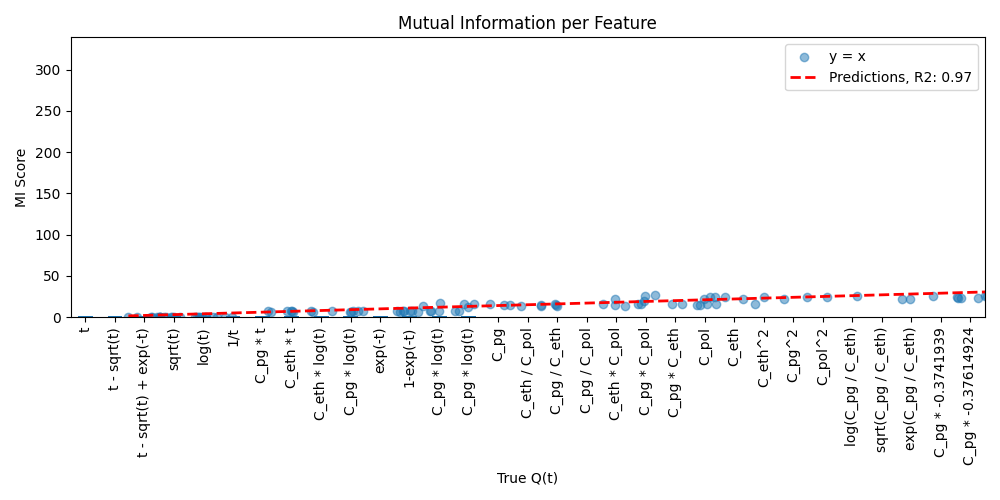 Mutual Information per Feature
y = x
Predictions, R2: 0.97
MI Score
300
250
200
150
100
50
0
t
t - sqrt(t)
t - sqrt(t) + exp(-t)
sqrt(t)
log(t)
1/t
C_pg * t
C_eth * t
C_eth * log(t)
C_pg * log(t)
exp(-t)
1-exp(-t)
C_pg * log(t)
C_pg * log(t)
C_pg
C_eth / C_pol
C_pg / C_eth
C_pg / C_pol
C_eth * C_pol
C_pg * C_pol
C_pg * C_eth
C_pol
C_eth
C_eth^2
C_pg^2
C_pol^2
log(C_pg / C_eth)
sqrt(C_pg / C_eth)
exp(C_pg / C_eth)
C_pg * -0.3741939
C_pg * -0.37614924
True Q(t)